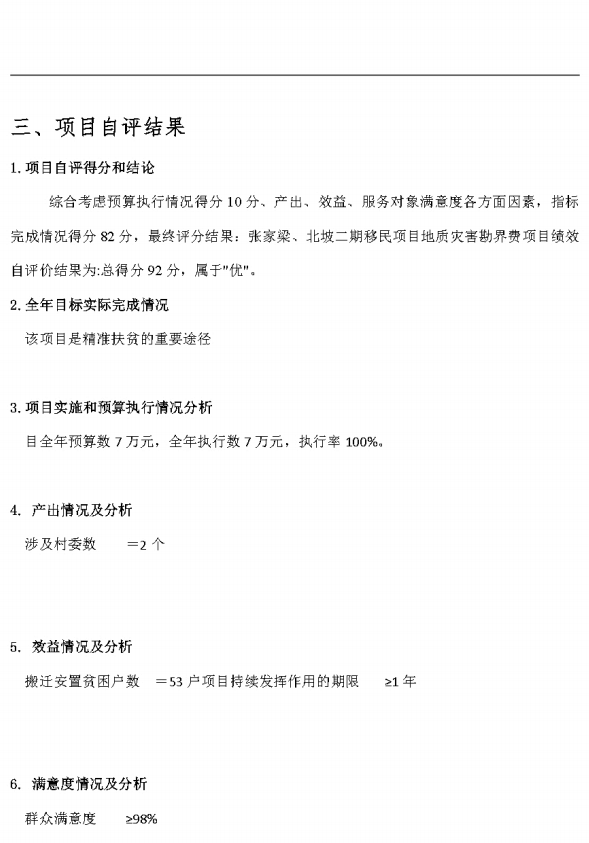 三、项目自评结果
1. 项目自评得分和结论
综合考虑预算执行情况得分 10 分、产出、效益、服务对象满意度各方面因素，指标
完成情况得分 82 分，最终评分结果：张家梁、北坡二期移民项目地质灾害勘界费项目绩效
自评价结果为:总得分 92 分，属于"优"。
2. 全年目标实际完成情况
该项目是精准扶贫的重要途径
3. 项目实施和预算执行情况分析
目全年预算数 7 万元，全年执行数 7 万元，执行率 100%。
4. 产出情况及分析
涉及村委数 ＝2 个
5. 效益情况及分析
搬迁安置贫困户数 ＝53 户项目持续发挥作用的期限 ≥1 年
6. 满意度情况及分析
群众满意度 ≥98%